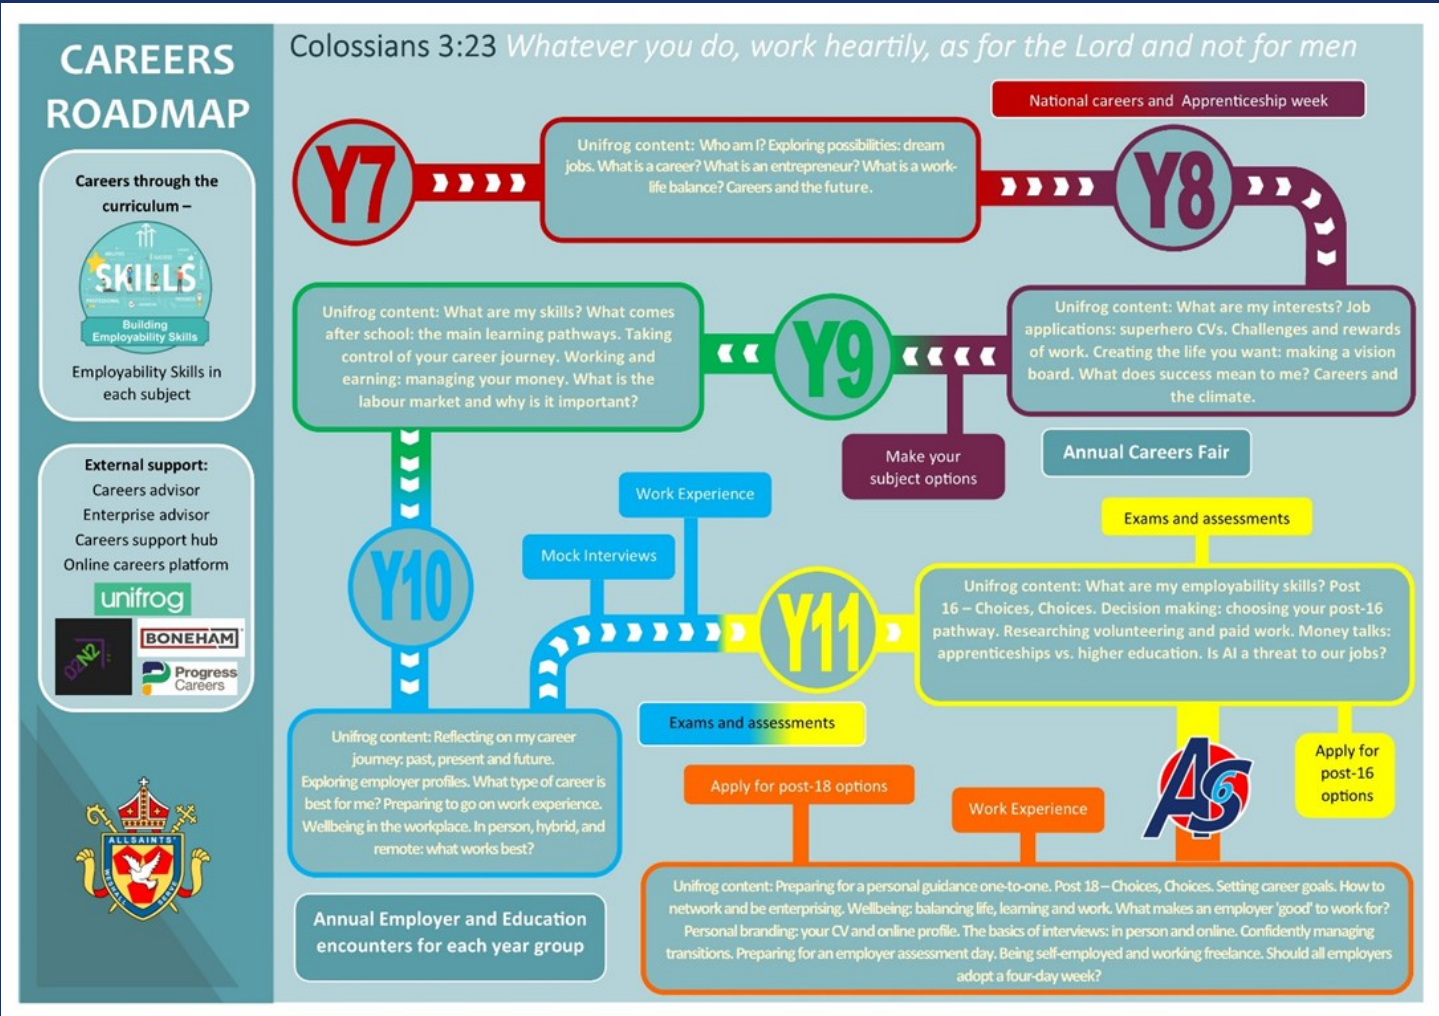 CAREERS
ROADMAP
Careers through the
curriculum –
SKILLS
Building
Employability Skills
Employability Skills in
each subject
External support:
Careers advisor
Enterprise advisor
Careers support hub
Online careers platform
unifrog
D2N2
BONEHAM
Progress
Careers
ALLSAINTS'
WE SHALL SERVE
Colossians 3:23 Whatever you do, work heartily, as for the Lord and not for men
National careers and Apprenticeship week
Y7
Unifrog content: Who am I? Exploring possibilities: dream
jobs. What is a career? What is an entrepreneur? What is a work-
life balance? Careers and the future.
Y8
Unifrog content: What are my interests? Job
applications: superhero CVs. Challenges and rewards
of work. Creating the life you want: making a vision
board. What does success mean to me? Careers and
the climate.
Make your
subject options
Annual Careers Fair
Y9
Unifrog content: What are my skills? What comes
after school: the main learning pathways. Taking
control of your career journey. Working and
earning: managing your money. What is the
labour market and why is it important?
Y10
Unifrog content: Reflecting on my career
journey: past, present and future.
Exploring employer profiles. What type of career is
best for me? Preparing to go on work experience.
Wellbeing in the workplace. In person, hybrid, and
remote: what works best?
Mock Interviews
Work Experience
Exams and assessments
Y11
Exams and assessments
Unifrog content: What are my employability skills? Post
16 – Choices, Choices. Decision making: choosing your post-16
pathway. Researching volunteering and paid work. Money talks:
apprenticeships vs. higher education. Is AI a threat to our jobs?
Apply for
post-16
options
AS6
Apply for post-18 options
Work Experience
Unifrog content: Preparing for a personal guidance one-to-one. Post 18 – Choices, Choices. Setting career goals. How to
network and be enterprising. Wellbeing: balancing life, learning and work. What makes an employer 'good' to work for?
Personal branding: your CV and online profile. The basics of interviews: in person and online. Confidently managing
transitions. Preparing for an employer assessment day. Being self-employed and working freelance. Should all employers
adopt a four-day week?
Annual Employer and Education
encounters for each year group